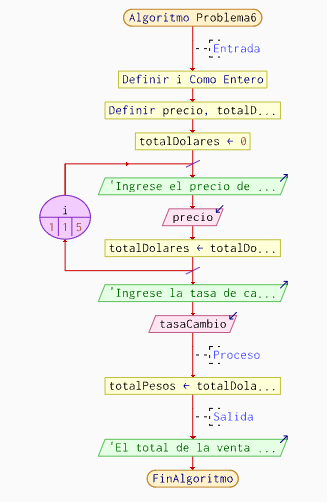 Algoritmo Problema6
Entrada
Definir i Como Entero
Definir precio, totalD...
totalDolares ← 0
'Ingrese el precio de ...
i
1 1 5
precio
totalDolares ← totalDo...
'Ingrese la tasa de ca...
tasaCambio
Proceso
totalPesos ← totalDola...
Salida
'El total de la venta ...
FinAlgoritmo